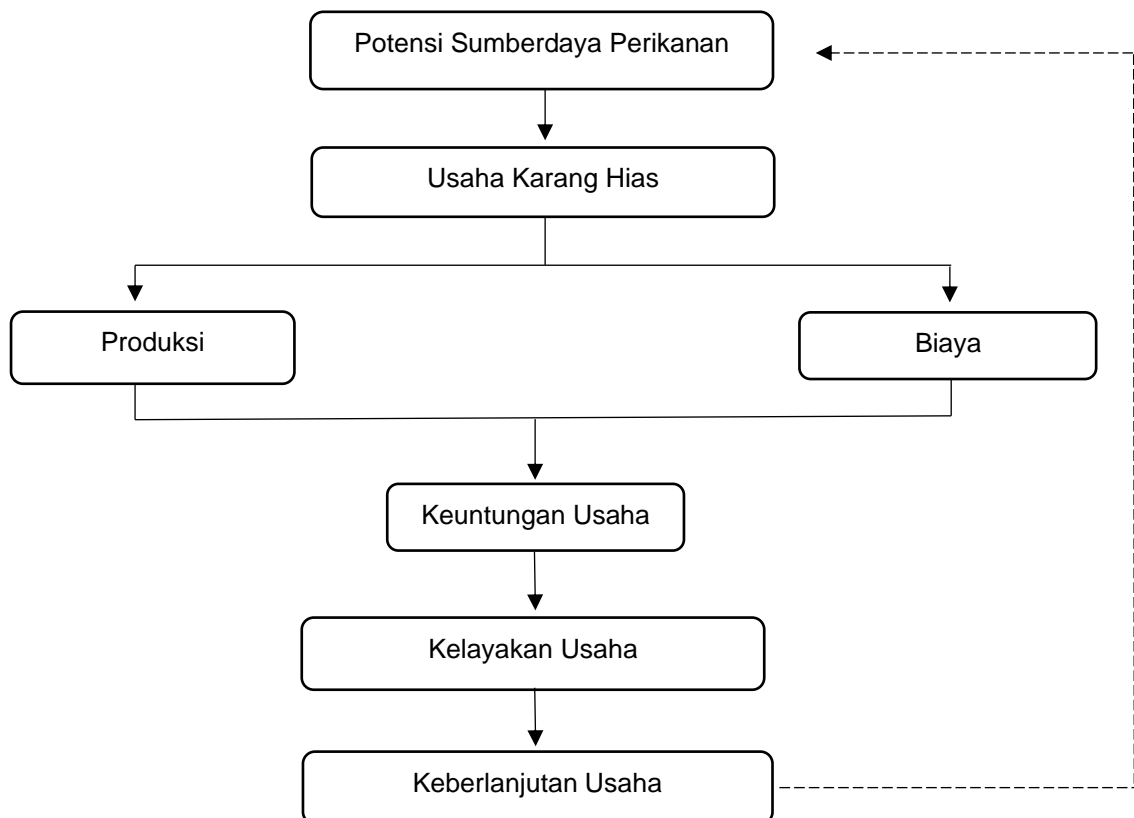 Potensi Sumberdaya Perikanan
Usaha Karang Hias
Produksi
Biaya
Keuntungan Usaha
Kelayakan Usaha
Keberlanjutan Usaha